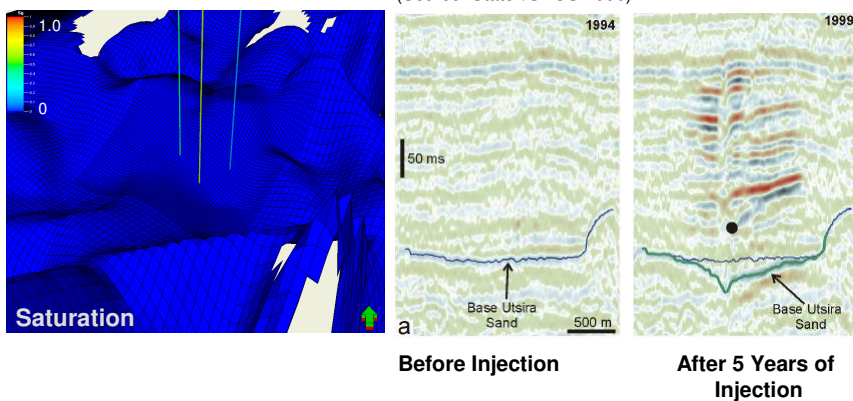 1.0
0
Saturation
1994
50 ms
Base Utsira
Sand
a
500 m
1999
Base Utsira
Sand
Before Injection
After 5 Years of
Injection